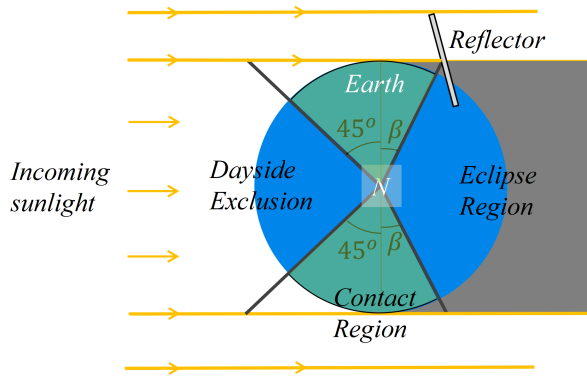 Reflector
Earth
45°
β
Incoming
sunlight
Dayside
Exclusion
N
Eclipse
Region
45°
β
Contact
Region